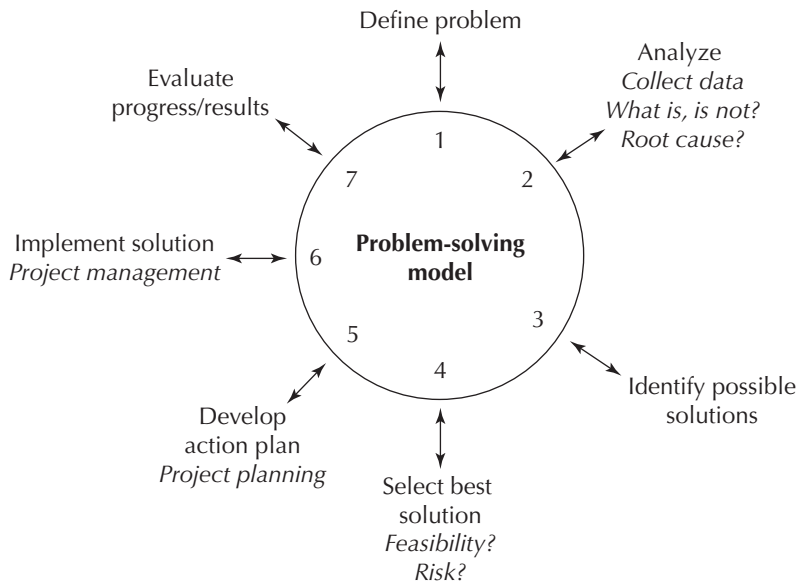 Define problem
1
Analyze
Collect data
What is, is not?
Root cause?
2
3
Identify possible
solutions
4
Select best
solution
Feasibility?
Risk?
5
Develop
action plan
Project planning
6
Implement solution
Project management
7
Evaluate
progress/results
Problem-solving
model